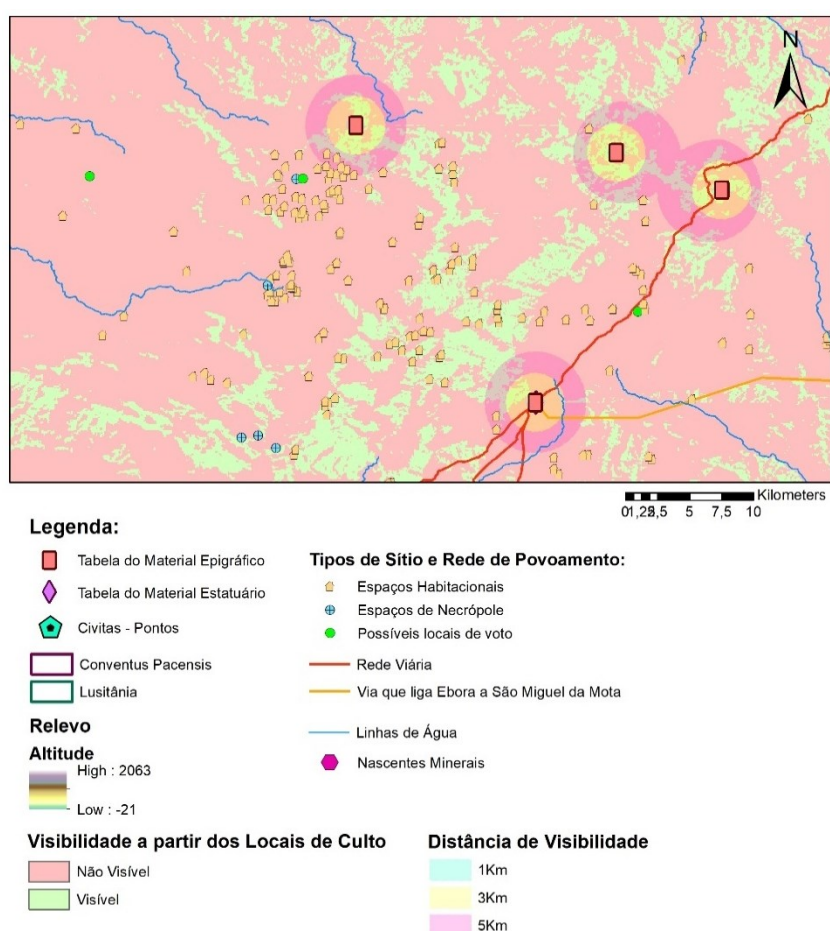 N
Kilometers
0 1,25 2,5 5 7,5 10
Legenda:
Tabela do Material Epigráfico
Tabela do Material Estatuário
Civitas - Pontos
Conventus Pacensis
Lusitânia
Relevo
Altitude
High : 2063
Low : -21
Tipos de Sítio e Rede de Povoamento:
Espaços Habitacionais
Espaços de Necrópole
Possíveis locais de voto
Rede Viária
Via que liga Ebora a São Miguel da Mota
Linhas de Água
Nascentes Minerais
Visibilidade a partir dos Locais de Culto
Não Visível
Visível
Distância de Visibilidade
1Km
3Km
5Km